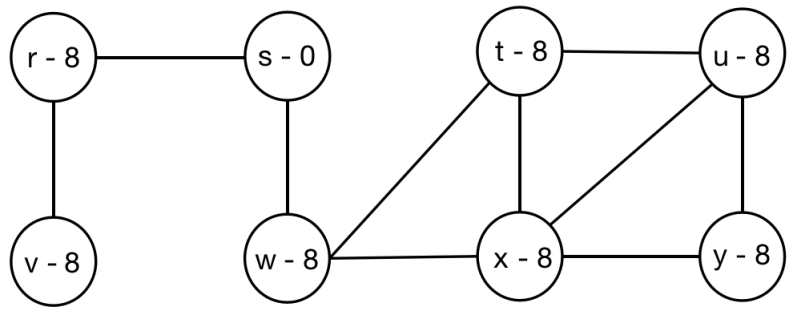 r - 8
s - 0
t - 8
u - 8
v - 8
w - 8
x - 8
y - 8